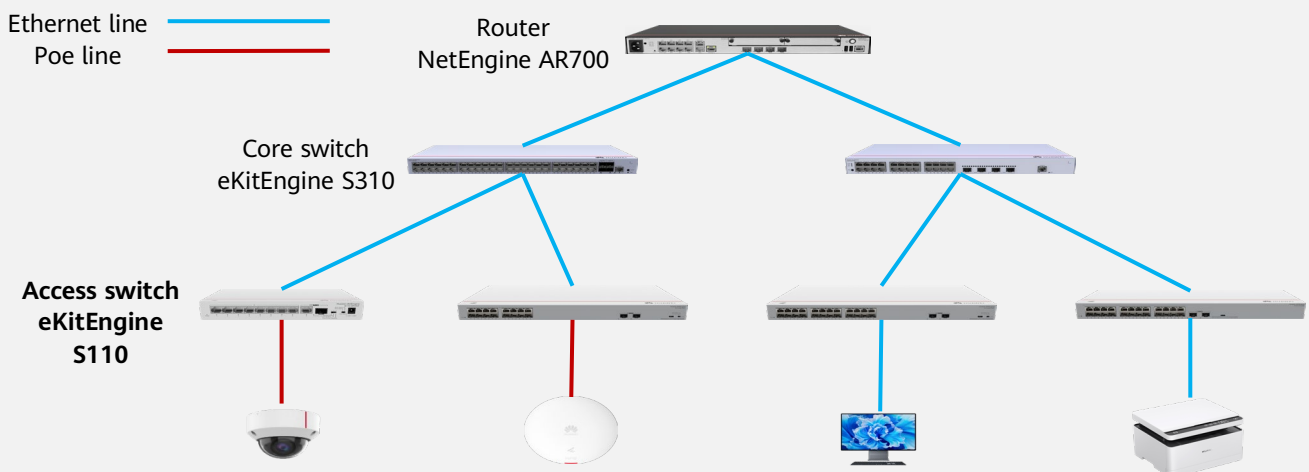 Ethernet line
Poe line
Router
NetEngine AR700
Core switch
eKitEngine S310
Access switch
eKitEngine
S110